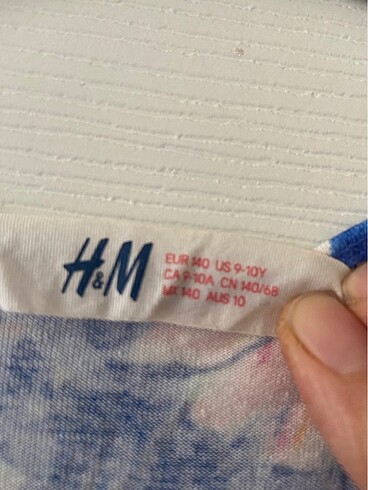 H&M
EUR 140 US 9-10Y
CA 9-10A CN 140/68
MX 140 AUS 10